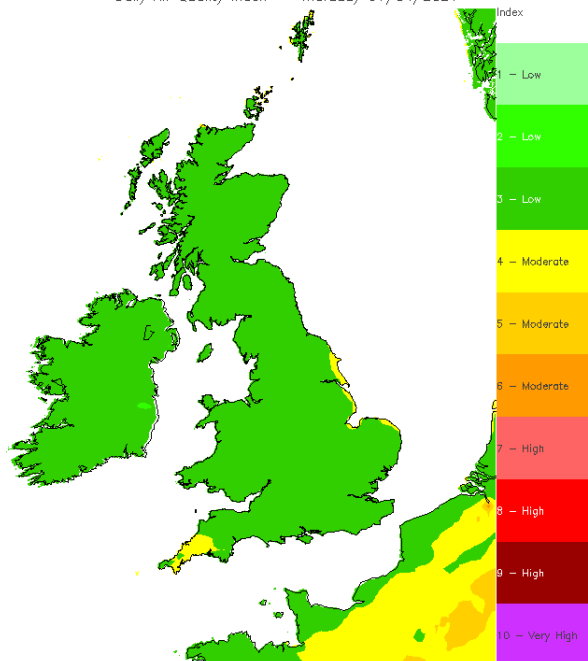 Index
1 - Low
2 - Low
3 - Low
4 - Moderate
5 - Moderate
6 - Moderate
7 - High
8 - High
9 - High
10 - Very High